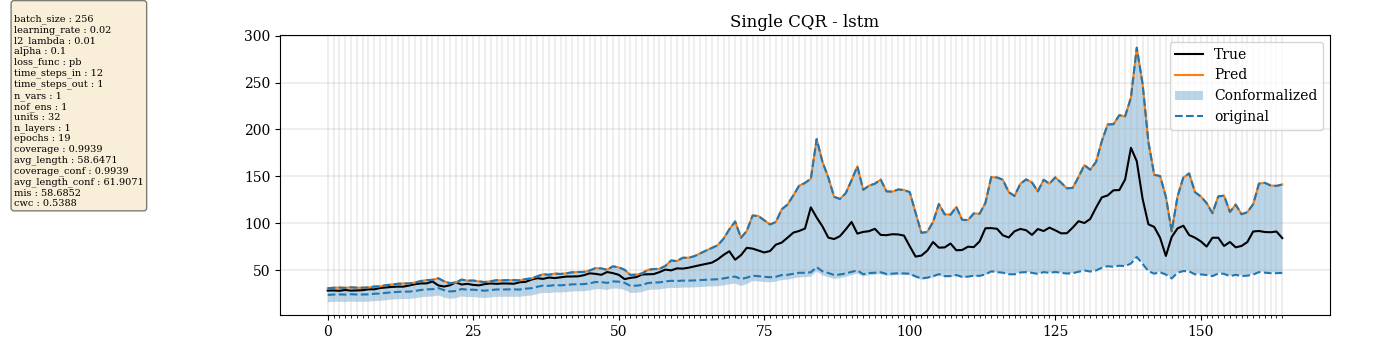 batch_size : 256
learning_rate : 0.02
l2_lambda : 0.01
alpha : 0.1
loss_func : pb
time_steps_in : 12
time_steps_out : 1
n_vars : 1
nof_ens : 1
units : 32
n_layers : 1
epochs : 19
coverage : 0.9939
avg_length : 58.6471
coverage_conf : 0.9939
avg_length_conf : 61.9071
mis : 58.6852
cwc : 0.5388
Single CQR - lstm
300
250
200
150
100
50
True
Pred
Conformalized
original
0 25 50 75 100 125 150